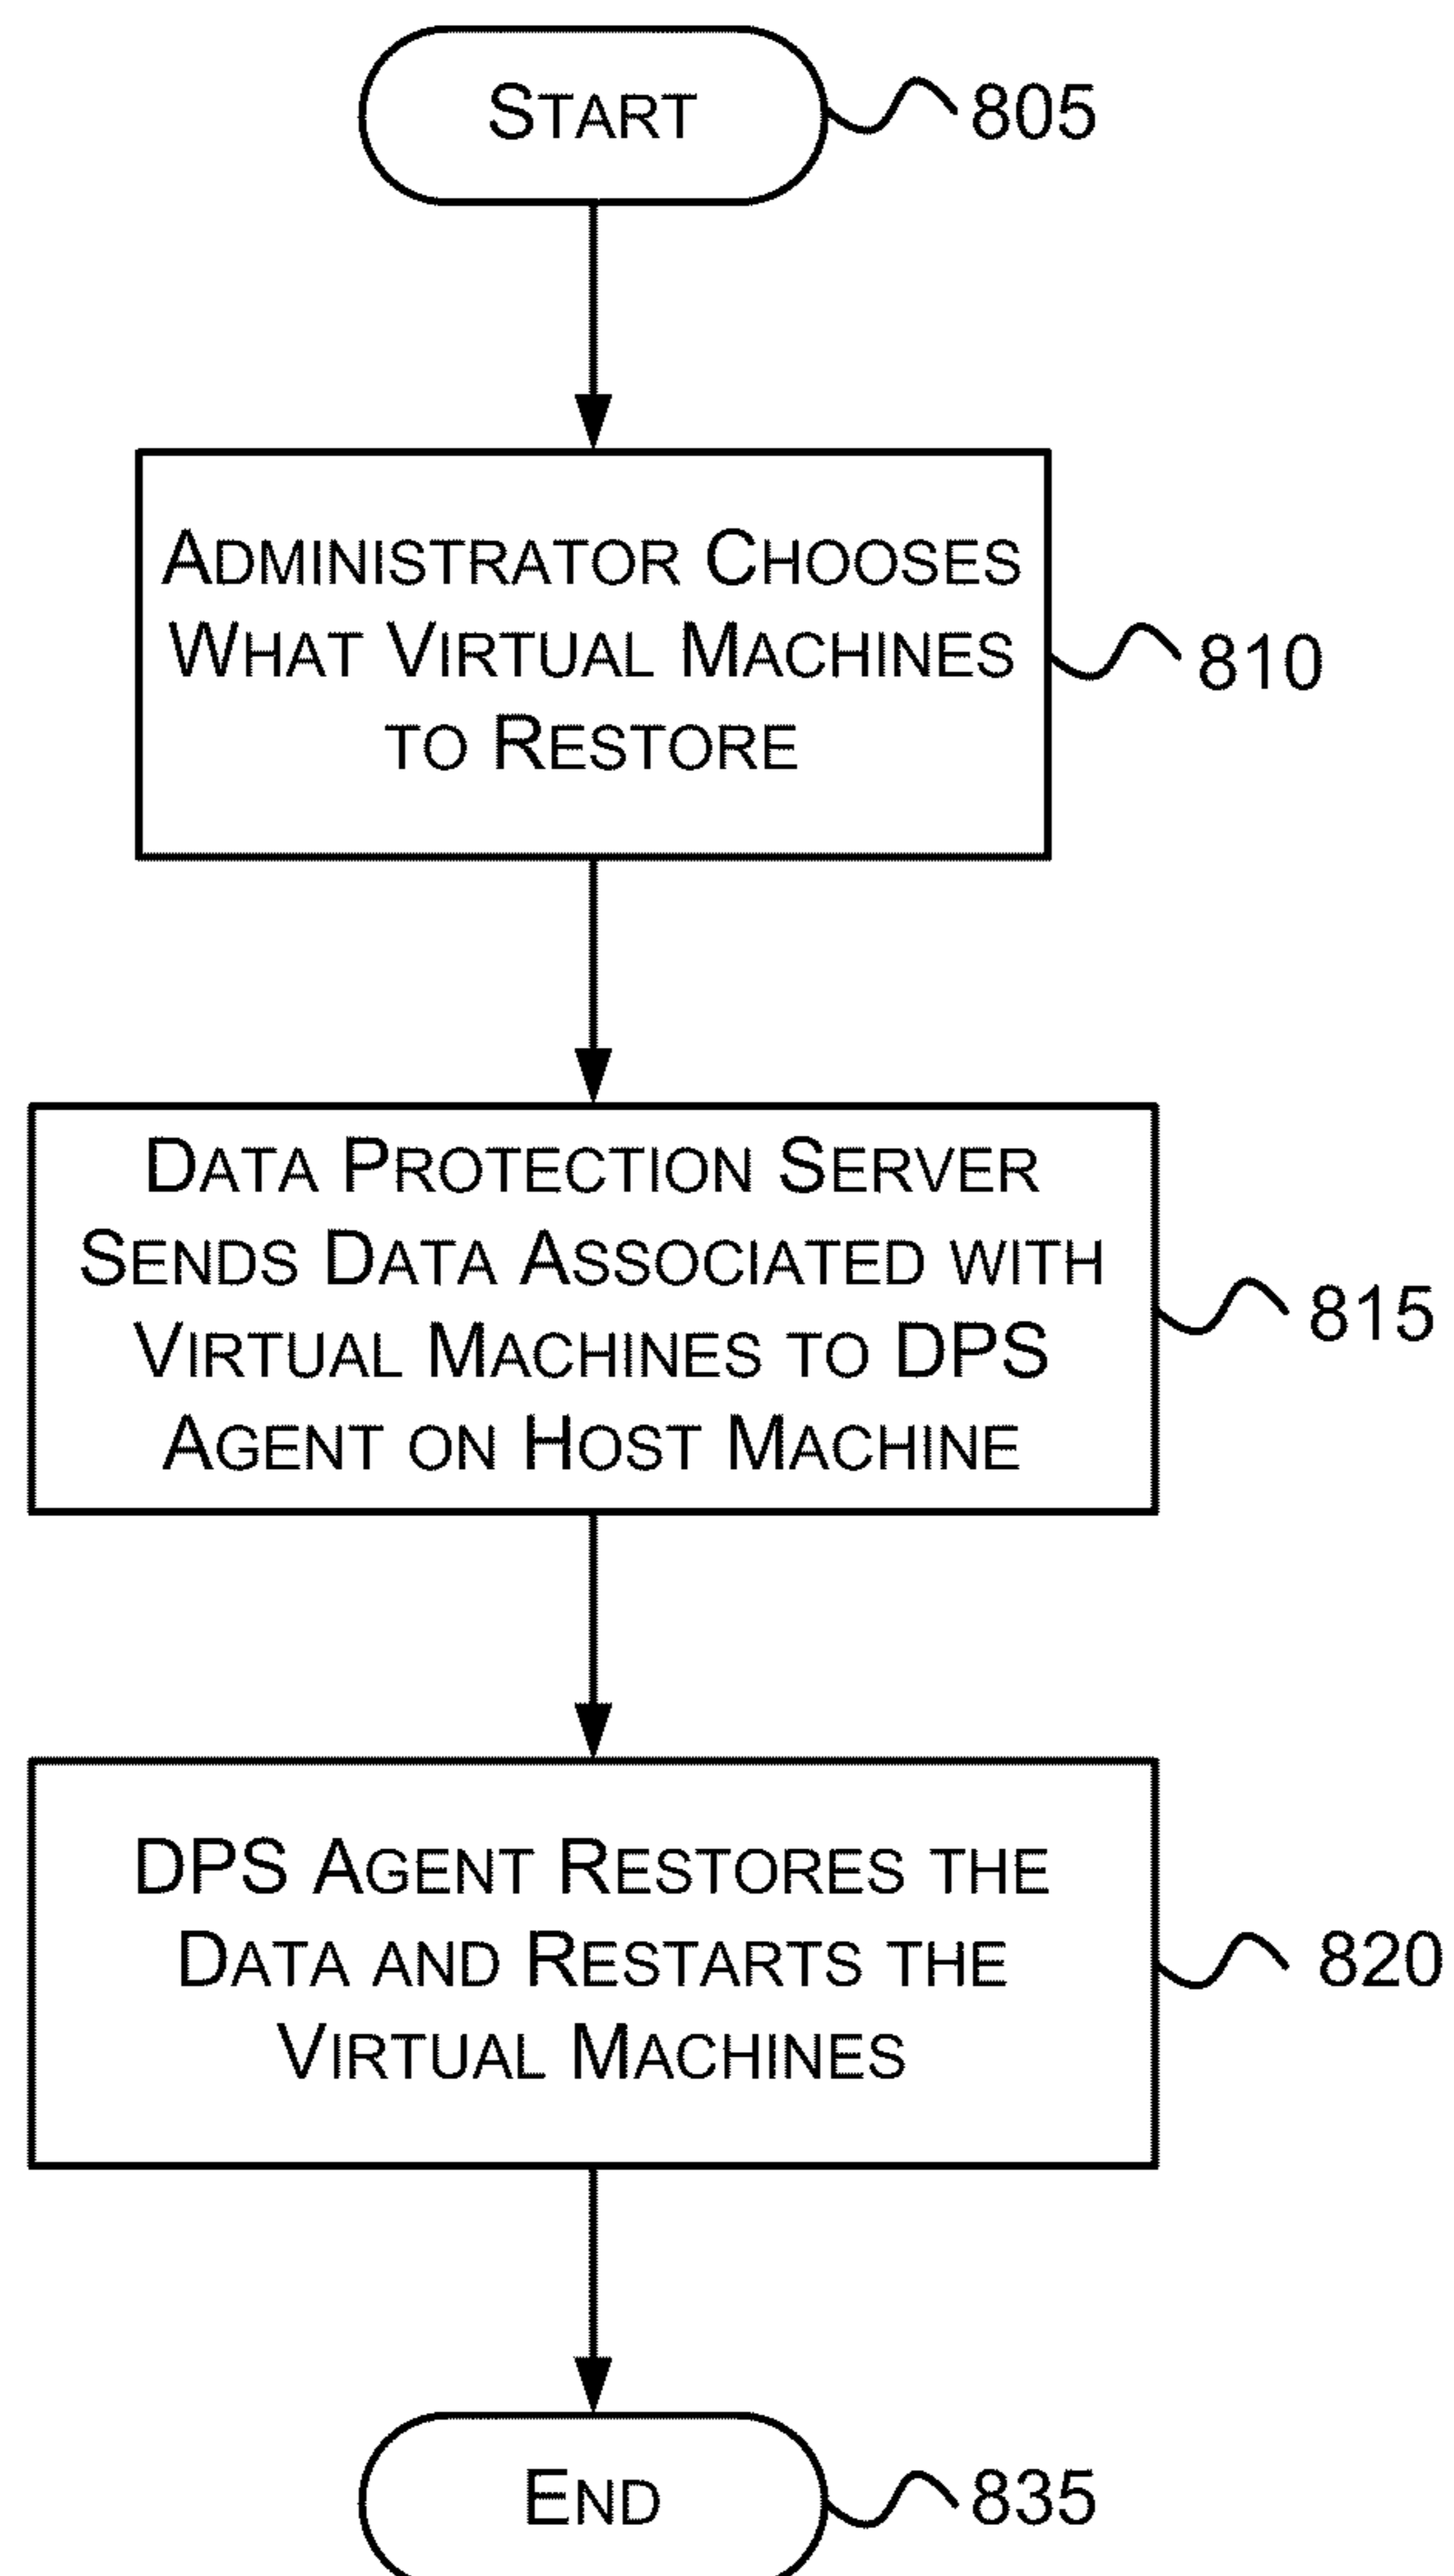 START
805
ADMINISTRATOR CHOOSES
WHAT VIRTUAL MACHINES
TO RESTORE
810
DATA PROTECTION SERVER
SENDS DATA ASSOCIATED WITH
VIRTUAL MACHINES TO DPS
AGENT ON HOST MACHINE
815
DPS AGENT RESTORES THE
DATA AND RESTARTS THE
VIRTUAL MACHINES
820
END
835